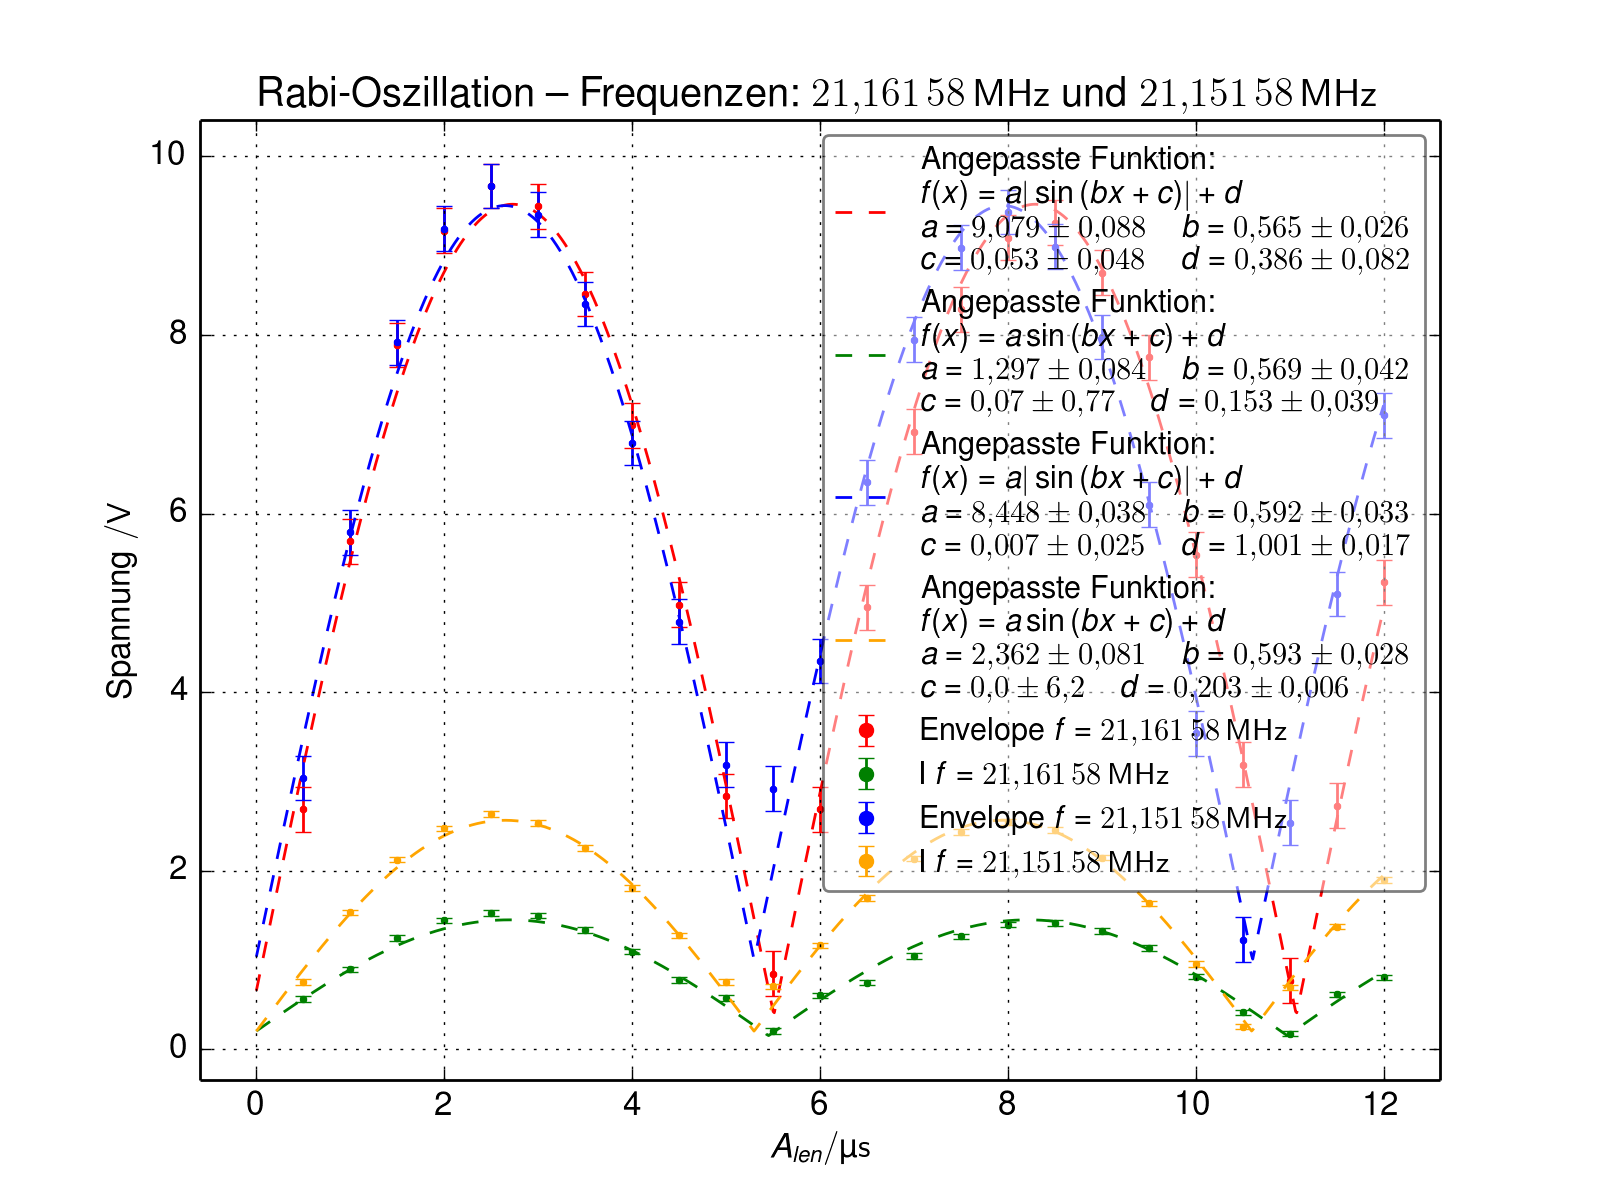 Rabi-Oszillation – Frequenzen: 21,161 58 MHz und 21,151 58 MHz
10
8
6
4
2
0
Spannung /V
0 2 4 6 8 10 12
A_len/µs
Angepasste Funktion:
f(x) = a| sin (bx + c)| + d
a = 9,079 ± 0,088 b = 0,565 ± 0,026
c = 0,053 ± 0,048 d = 0,386 ± 0,082
Angepasste Funktion:
f(x) = a sin (bx + c) + d
a = 1,297 ± 0,084 b = 0,569 ± 0,042
c = 0,07 ± 0,77 d = 0,153 ± 0,039
Angepasste Funktion:
f(x) = a| sin (bx + c)| + d
a = 8,448 ± 0,038 b = 0,592 ± 0,033
c = 0,007 ± 0,025 d = 1,001 ± 0,017
Angepasste Funktion:
f(x) = a sin (bx + c) + d
a = 2,362 ± 0,081 b = 0,593 ± 0,028
c = 0,0 ± 6,2 d = 0,203 ± 0,006
Envelope f = 21,161 58 MHz
I f = 21,161 58 MHz
Envelope f = 21,151 58 MHz
I f = 21,151 58 MHz